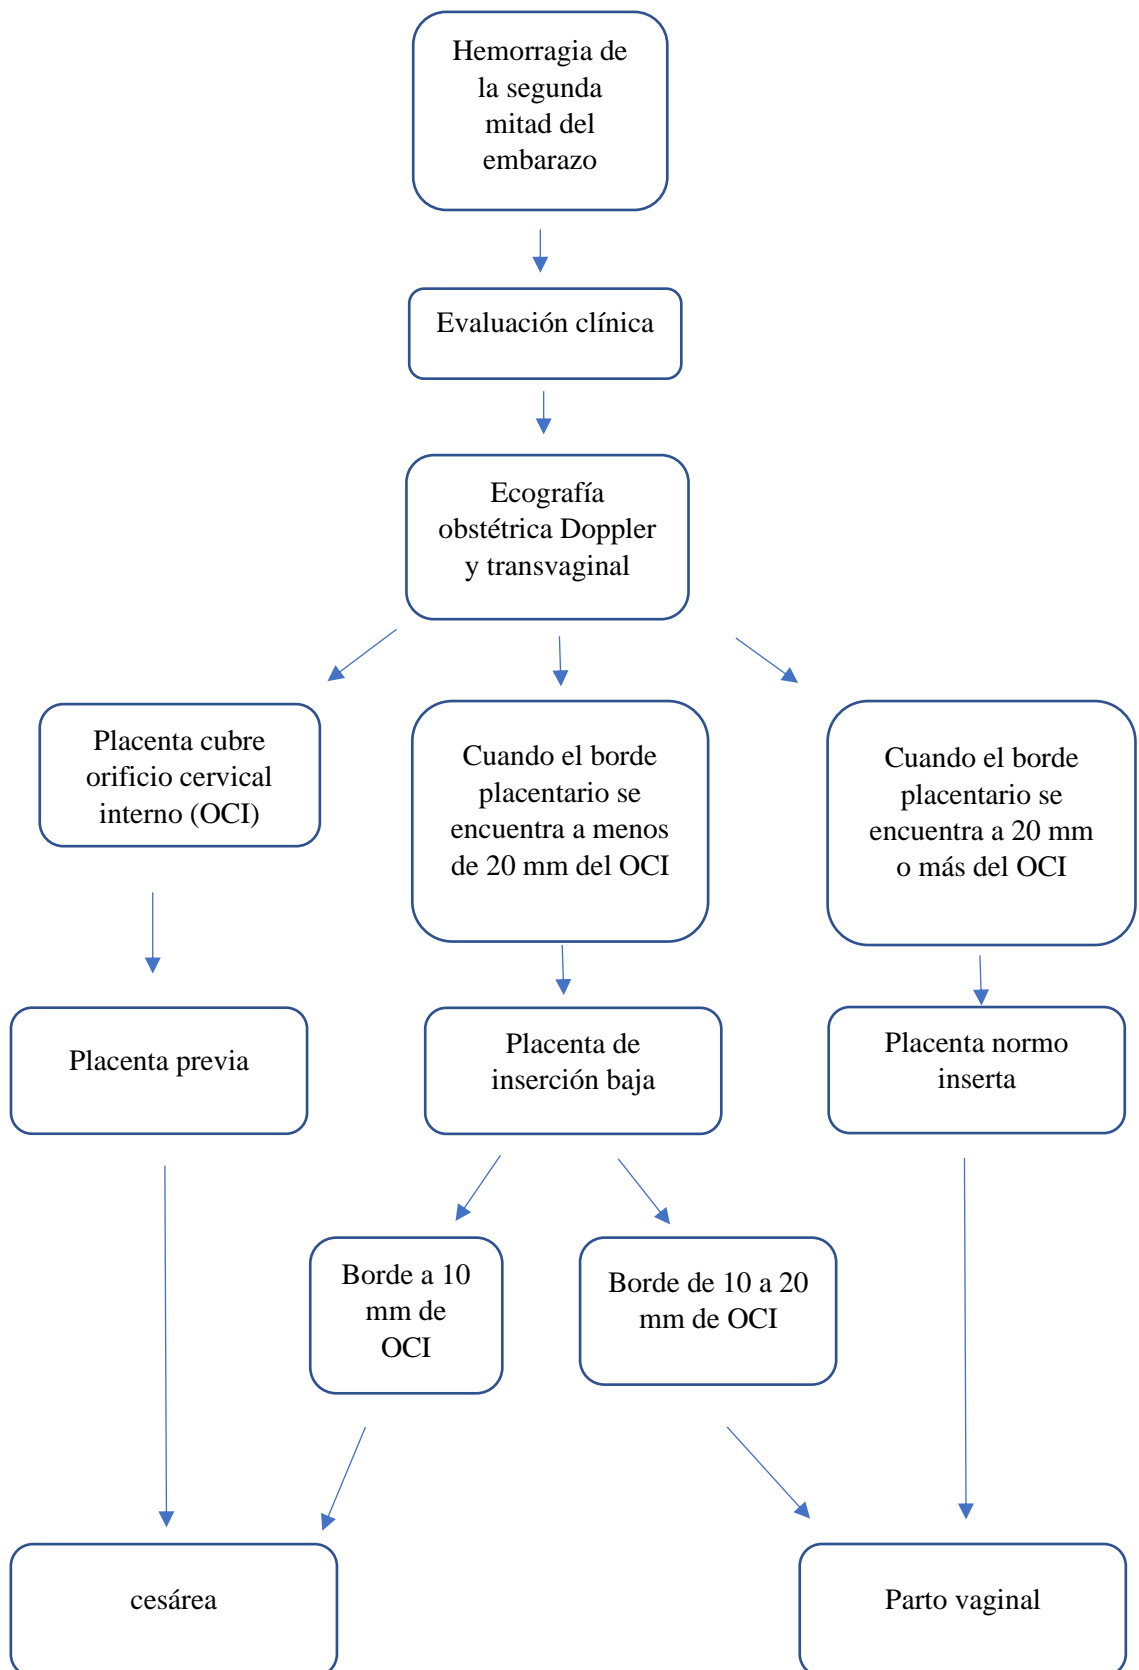 Hemorragia de
la segunda
mitad del
embarazo
Evaluación clínica
Ecografía
obstétrica Doppler
y transvaginal
Placenta cubre
orificio cervical
interno (OCI)
Cuando el borde
placentario se
encuentra a menos
de 20 mm del OCI
Cuando el borde
placentario se
encuentra a 20 mm
o más del OCI
Placenta previa
Placenta de
inserción baja
Placenta normo
inserta
Borde a 10
mm de
OCI
Borde de 10 a 20
mm de OCI
cesárea
Parto vaginal